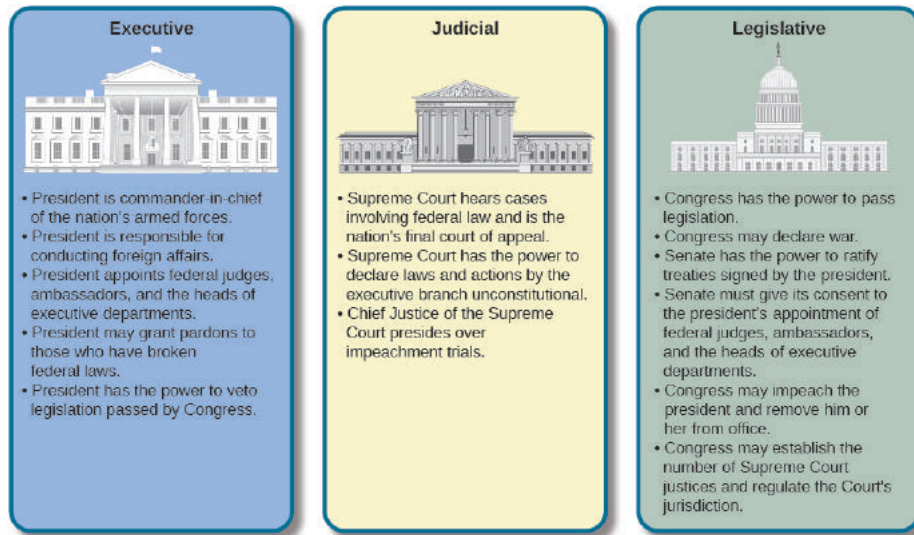 Executive
• President is commander-in-chief
of the nation's armed forces.
• President is responsible for
conducting foreign affairs.
• President appoints federal judges,
ambassadors, and the heads of
executive departments.
• President may grant pardons to
those who have broken
federal laws.
• President has the power to veto
legislation passed by Congress.
Judicial
• Supreme Court hears cases
involving federal law and is the
nation's final court of appeal.
• Supreme Court has the power to
declare laws and actions by the
executive branch unconstitutional.
• Chief Justice of the Supreme
Court presides over
impeachment trials.
Legislative
• Congress has the power to pass
legislation.
• Congress may declare war.
• Senate has the power to ratify
treaties signed by the president.
• Senate must give its consent to
the president's appointment of
federal judges, ambassadors,
and the heads of executive
departments.
• Congress may impeach the
president and remove him or
her from office.
• Congress may establish the
number of Supreme Court
justices and regulate the Court's
jurisdiction.